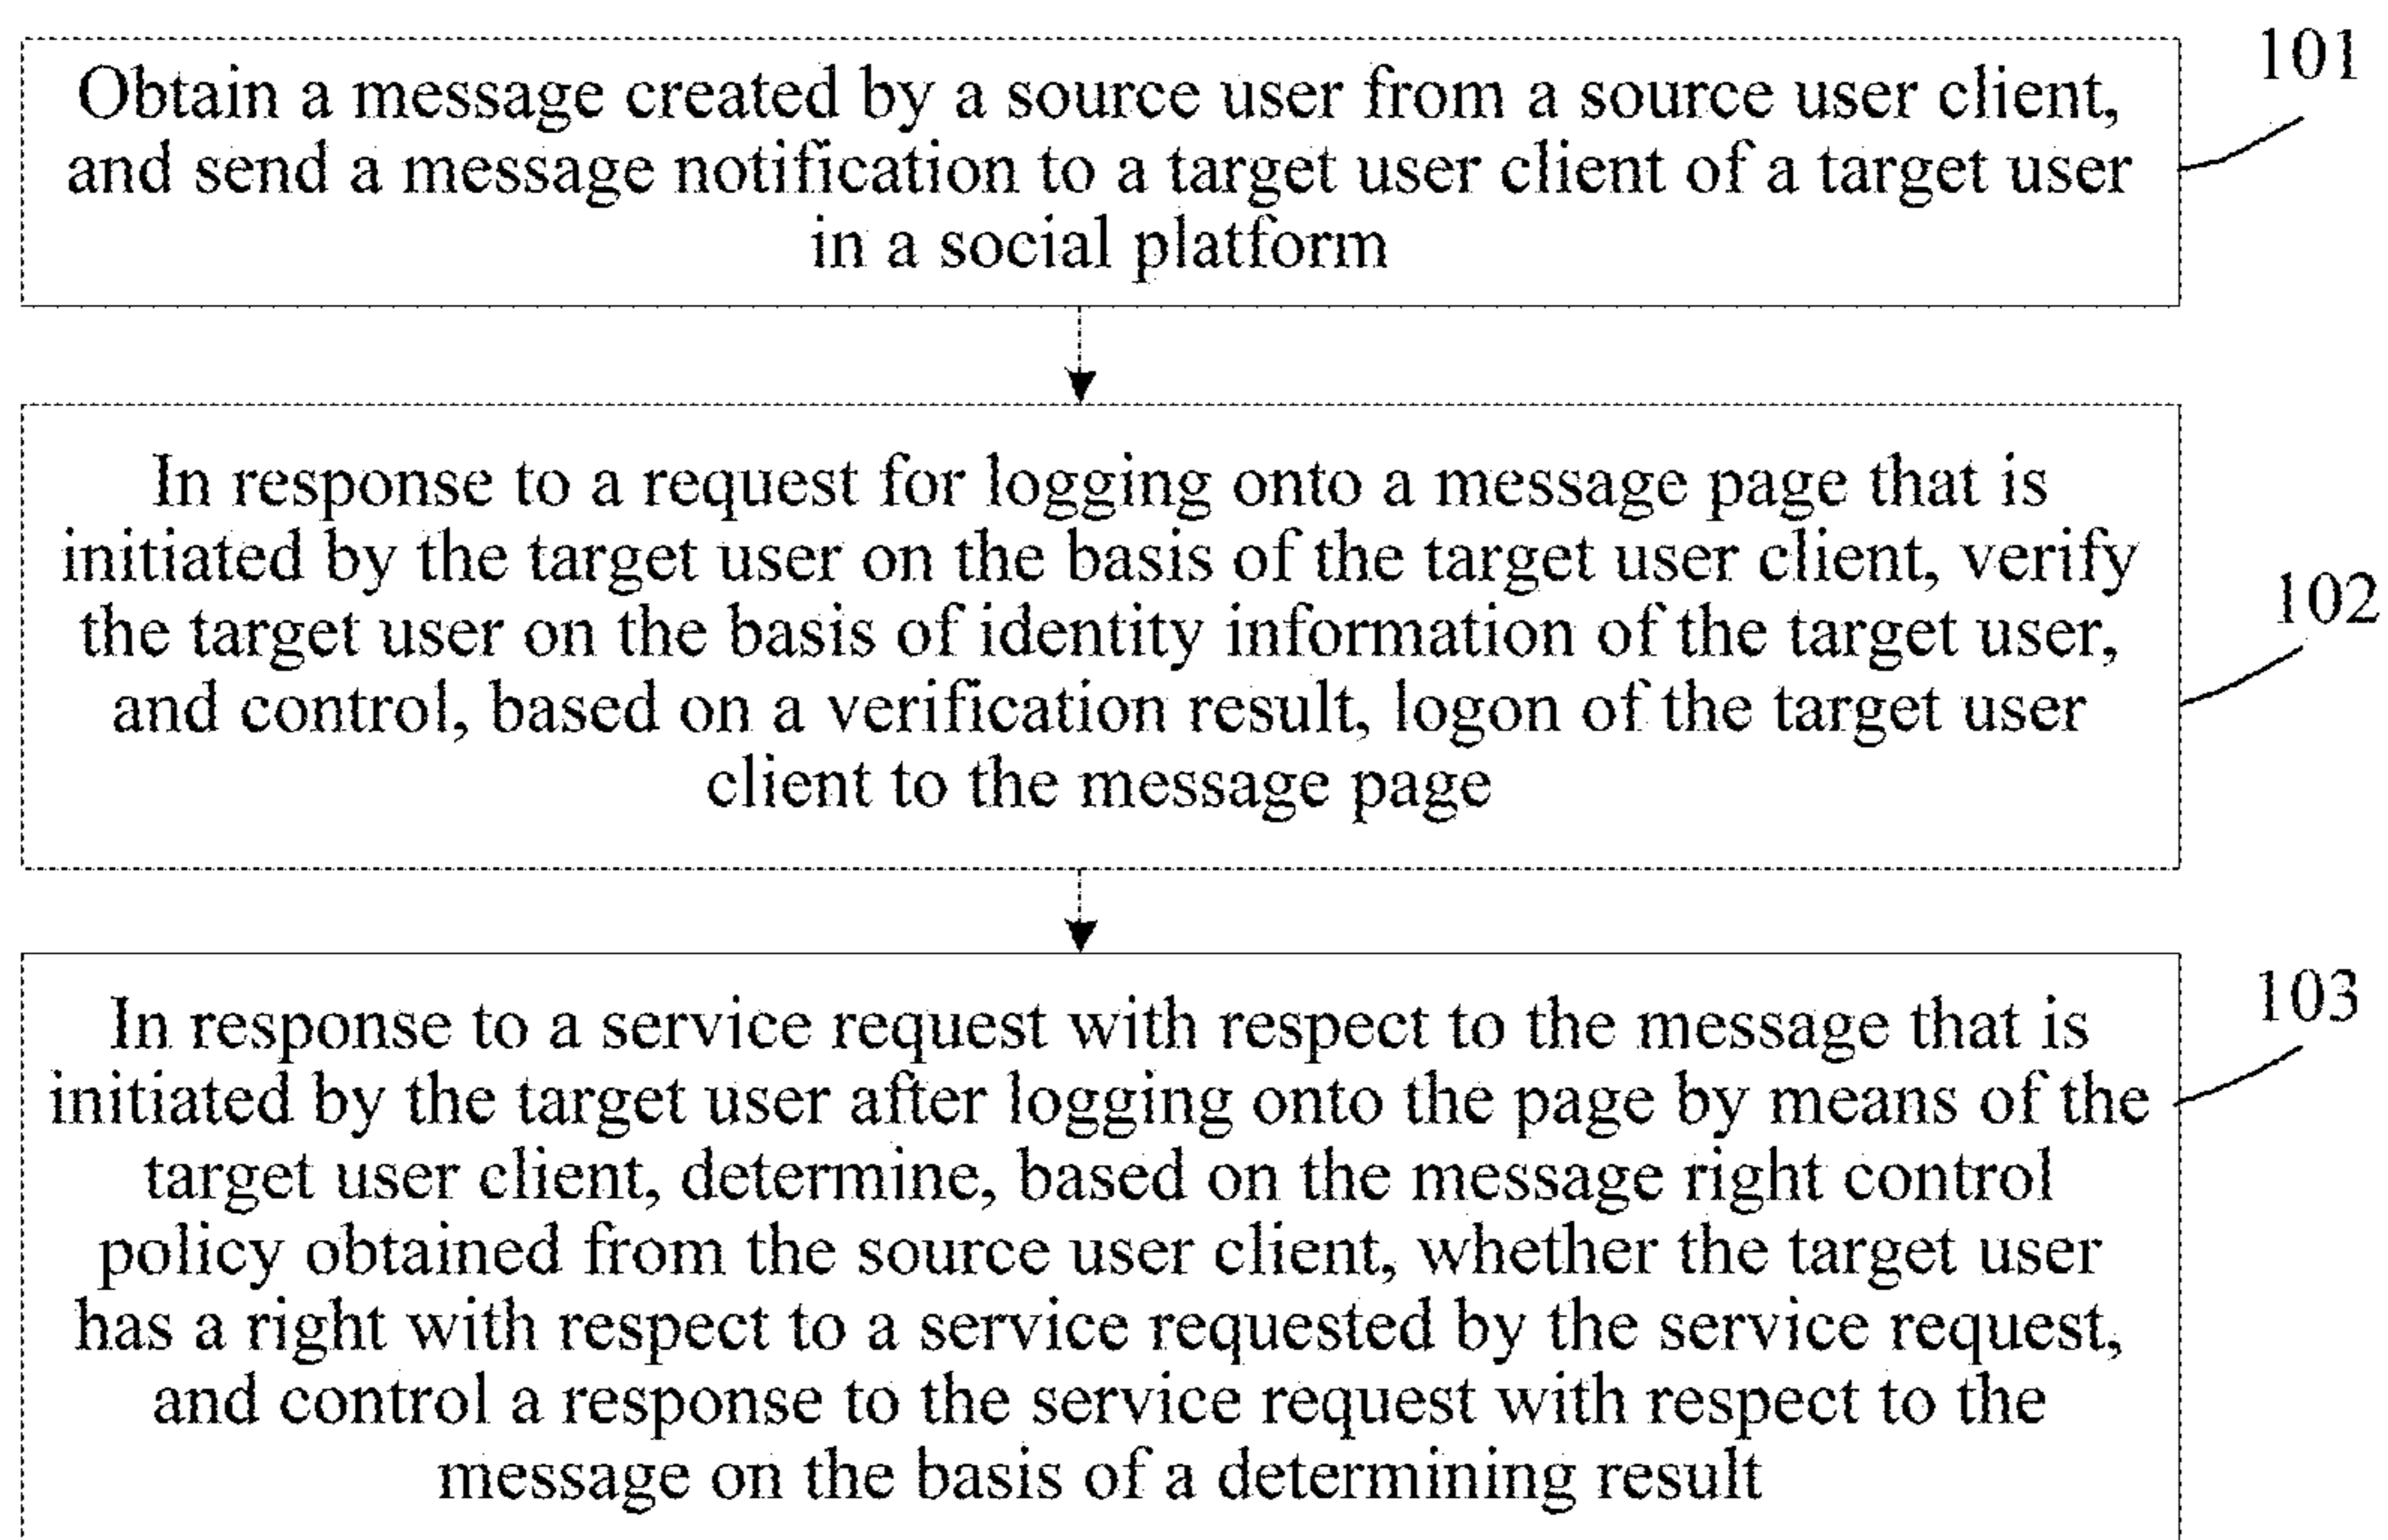 101
Obtain a message created by a source user from a source user client,
and send a message notification to a target user client of a target user
in a social platform
In response to a request for logging onto a message page that is
initiated by the target user on the basis of the target user client, verify
the target user on the basis of identity information of the target user,
and control, based on a verification result, logon of the target user
client to the message page
102
In response to a service request with respect to the message that is
initiated by the target user after logging onto the page by means of the
target user client, determine, based on the message right control
policy obtained from the source user client, whether the target user
has a right with respect to a service requested by the service request,
and control a response to the service request with respect to the
message on the basis of a determining result
103